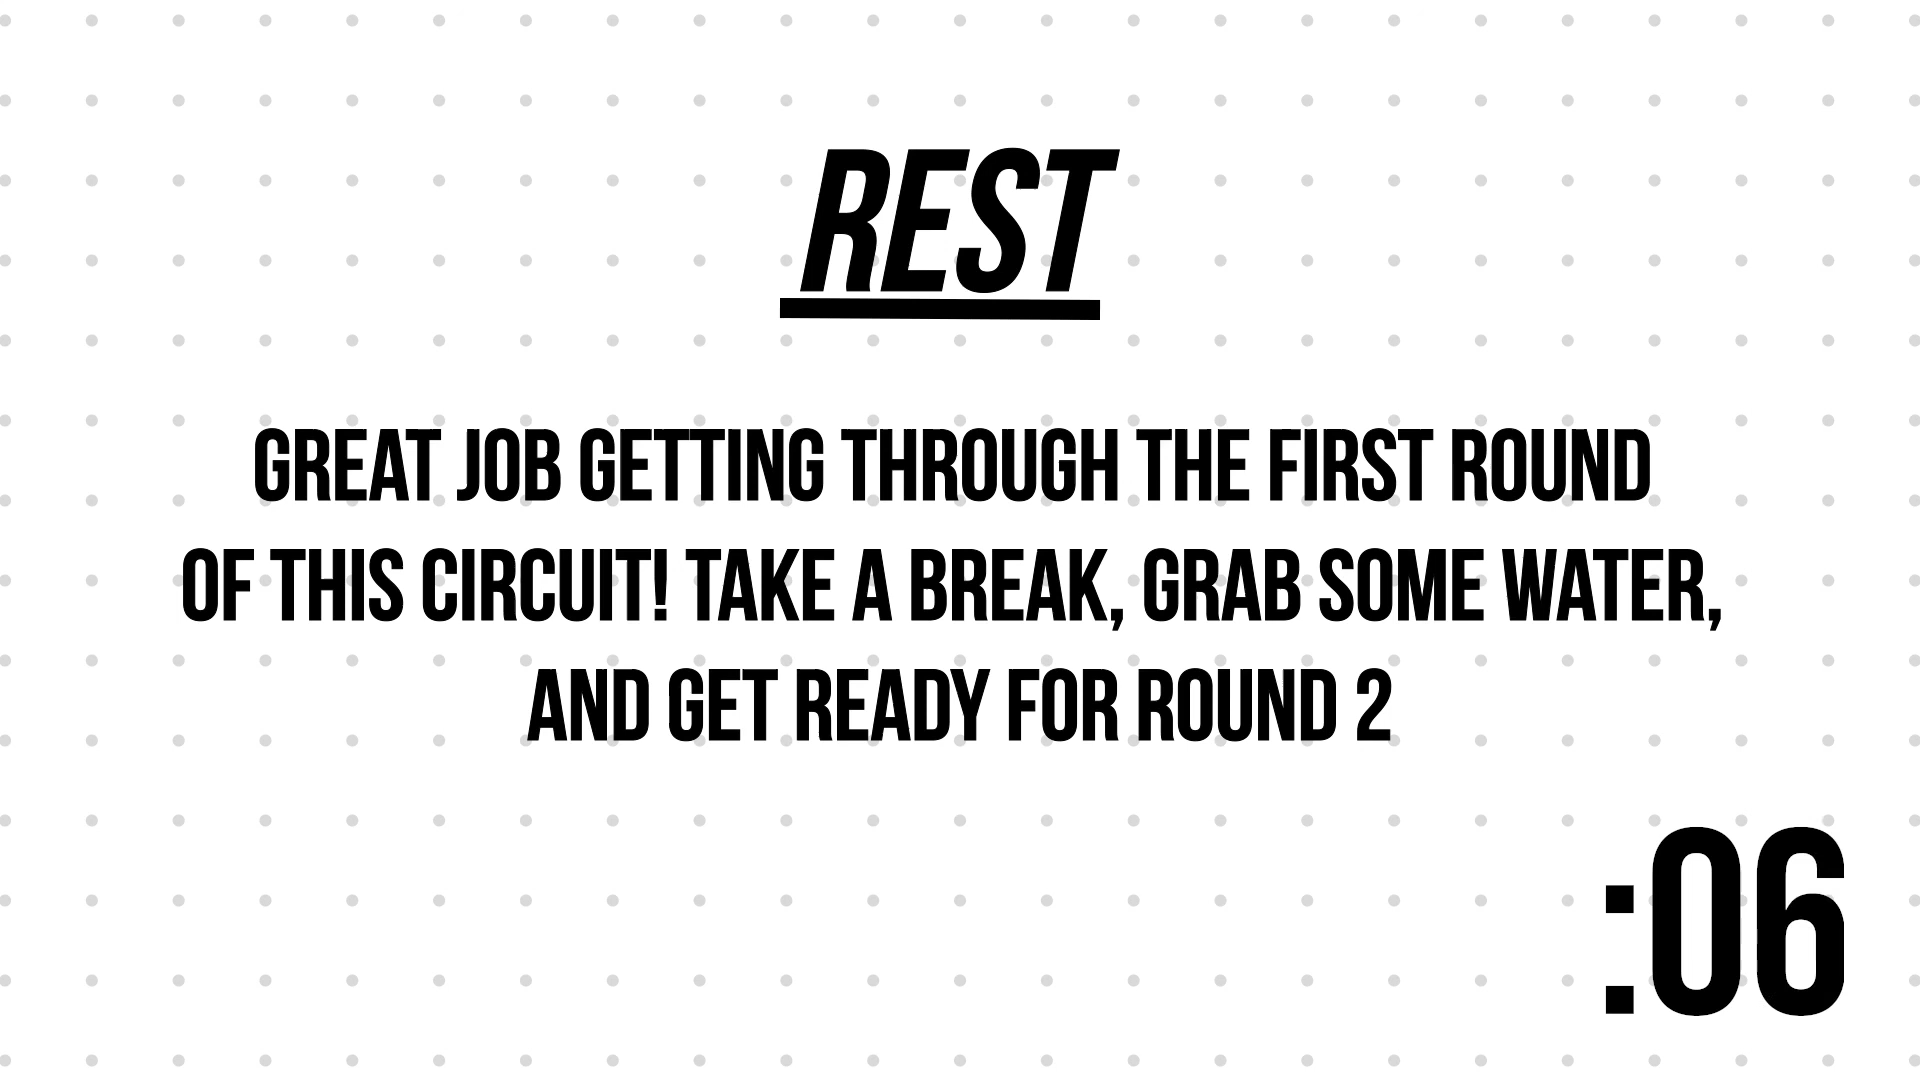 REST
GREAT JOB GETTING THROUGH THE FIRST ROUND
OF THIS CIRCUIT! TAKE A BREAK, GRAB SOME WATER,
AND GET READY FOR ROUND 2
:06